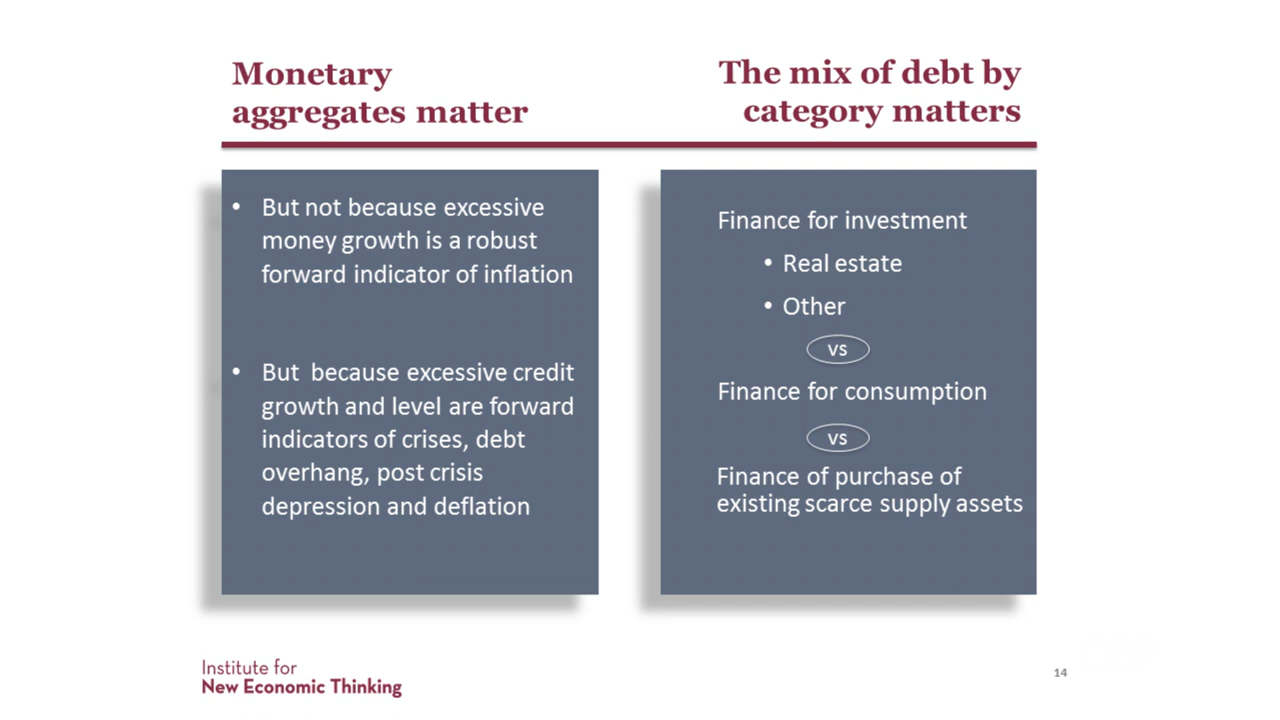 Monetary
aggregates matter
The mix of debt by
category matters
• But not because excessive
money growth is a robust
forward indicator of inflation
• But because excessive credit
growth and level are forward
indicators of crises, debt
overhang, post crisis
depression and deflation
Finance for investment
• Real estate
• Other
vs
Finance for consumption
vs
Finance of purchase of
existing scarce supply assets
Institute for
New Economic Thinking
14